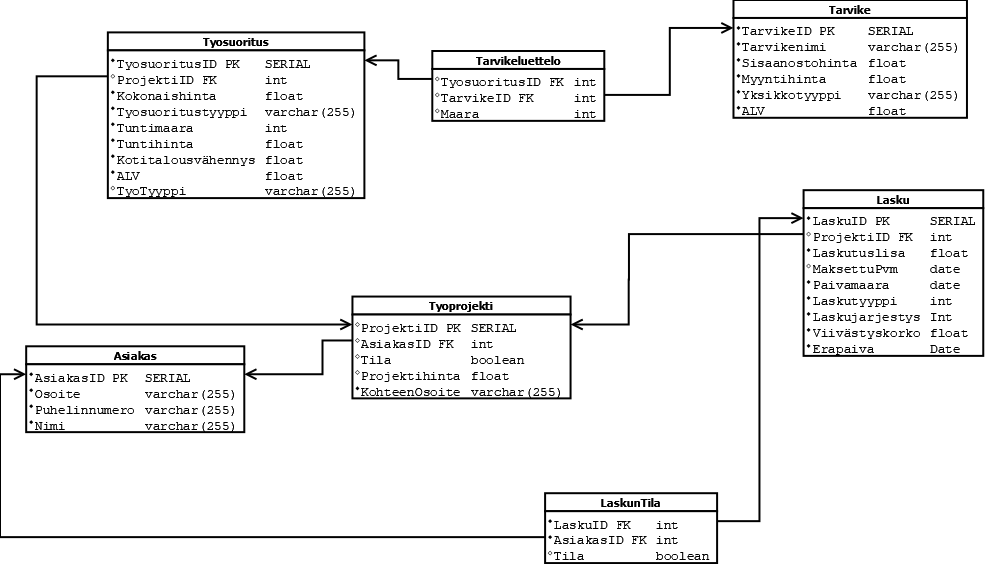 Tyosuoritus
TyosuoritusID PK SERIAL
ProjektiID FK int
Kokonaishinta float
Tyosuoritustyyppi varchar(255)
Tuntimaara int
Tuntihinta float
Kotitalousvähennys float
ALV float
TyoTyyppi varchar(255)
Tarvikeluettelo
TyosuoritusID FK int
TarvikeID FK int
Maara int
Tarvike
TarvikeID PK SERIAL
Tarvikenimi varchar(255)
Sisaanostohinta float
Myyntihinta float
Yksikkotyyppi varchar(255)
ALV float
Lasku
LaskuID PK SERIAL
ProjektiID FK int
Laskutuslisa float
MaksettuPvm date
Paivamaara date
Laskutyyppi int
Laskujarjestys Int
Viivästyskorko float
Erapaiva Date
Tyoprojekti
ProjektiID PK SERIAL
AsiakasID FK int
Tila boolean
Projektihinta float
KohteenOsoite varchar(255)
Asiakas
AsiakasID PK SERIAL
Osoite varchar(255)
Puhelinnumero varchar(255)
Nimi varchar(255)
LaskunTila
LaskuID FK int
AsiakasID FK int
Tila boolean